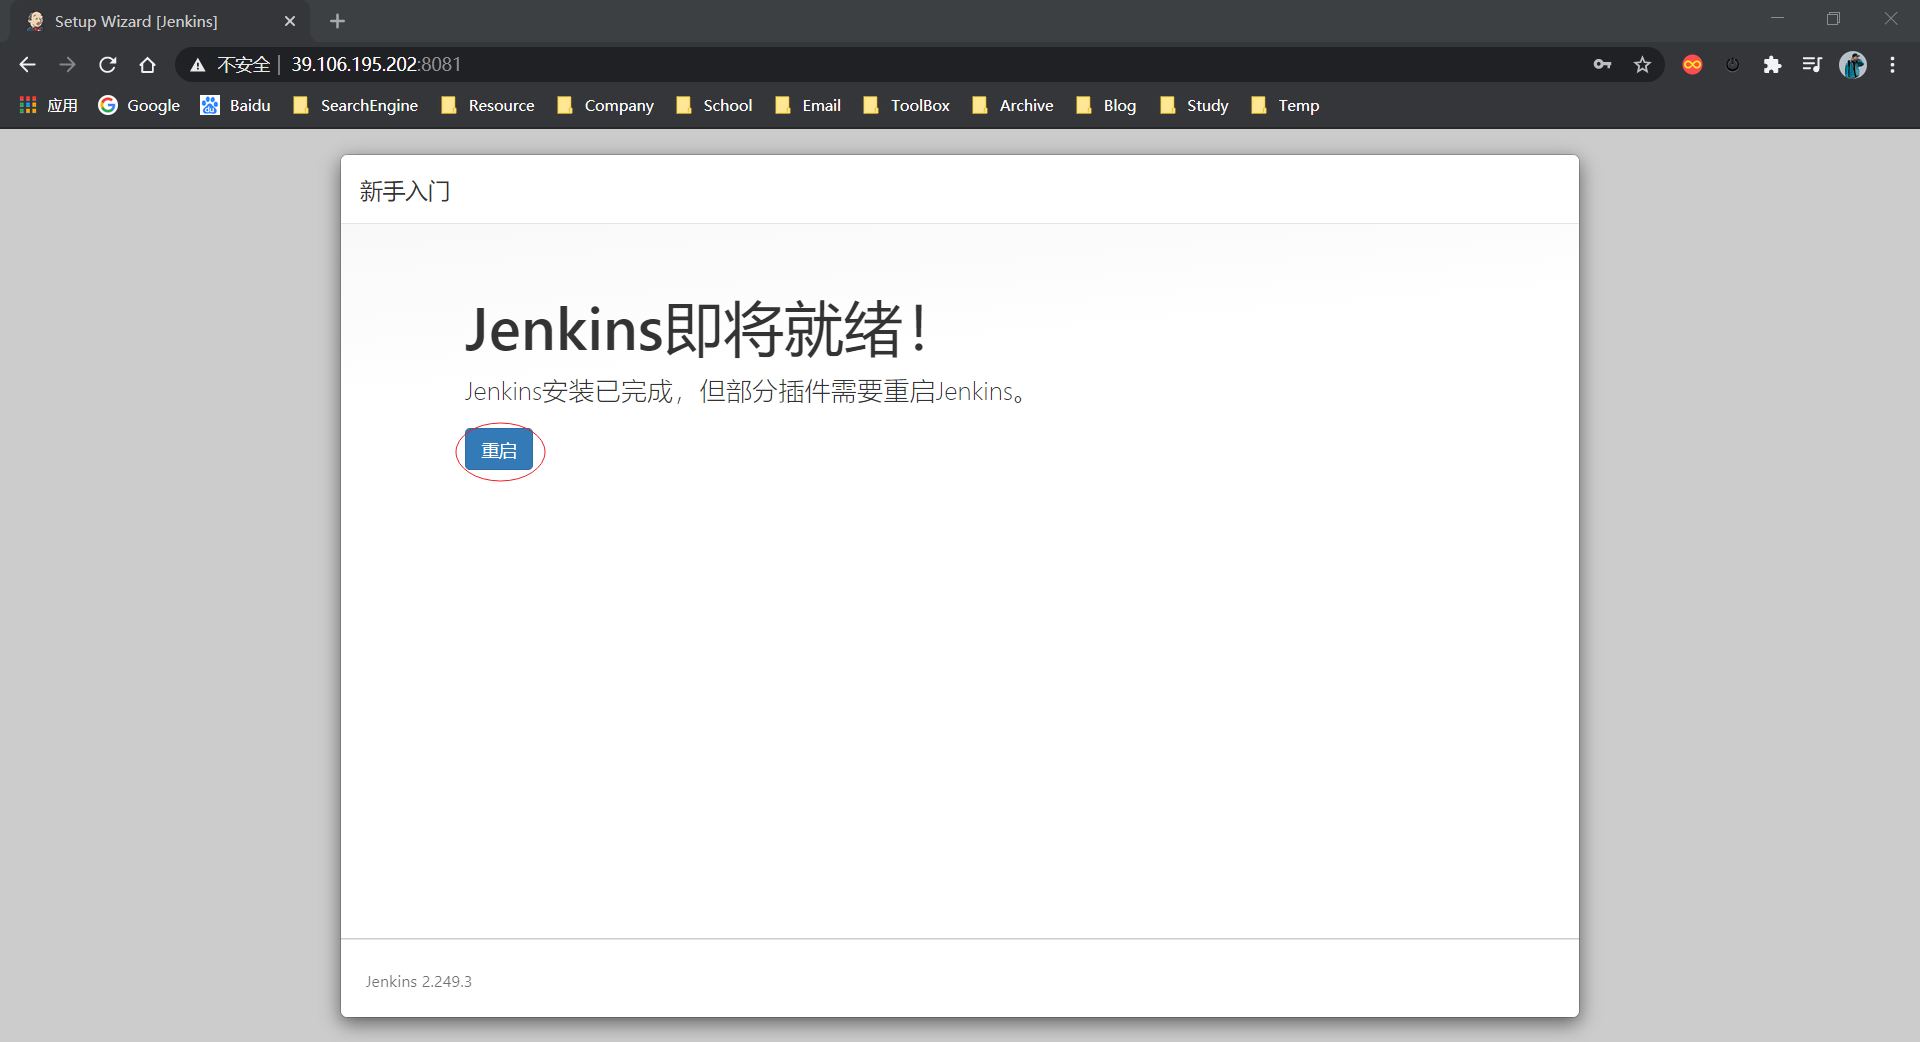 Setup Wizard [Jenkins]
不安全 | 39.106.195.202:8081
应用 Google Baidu SearchEngine Resource Company School Email ToolBox Archive Blog Study Temp
新手入门
Jenkins即将就绪！
Jenkins安装已完成，但部分插件需要重启Jenkins。
重启
Jenkins 2.249.3